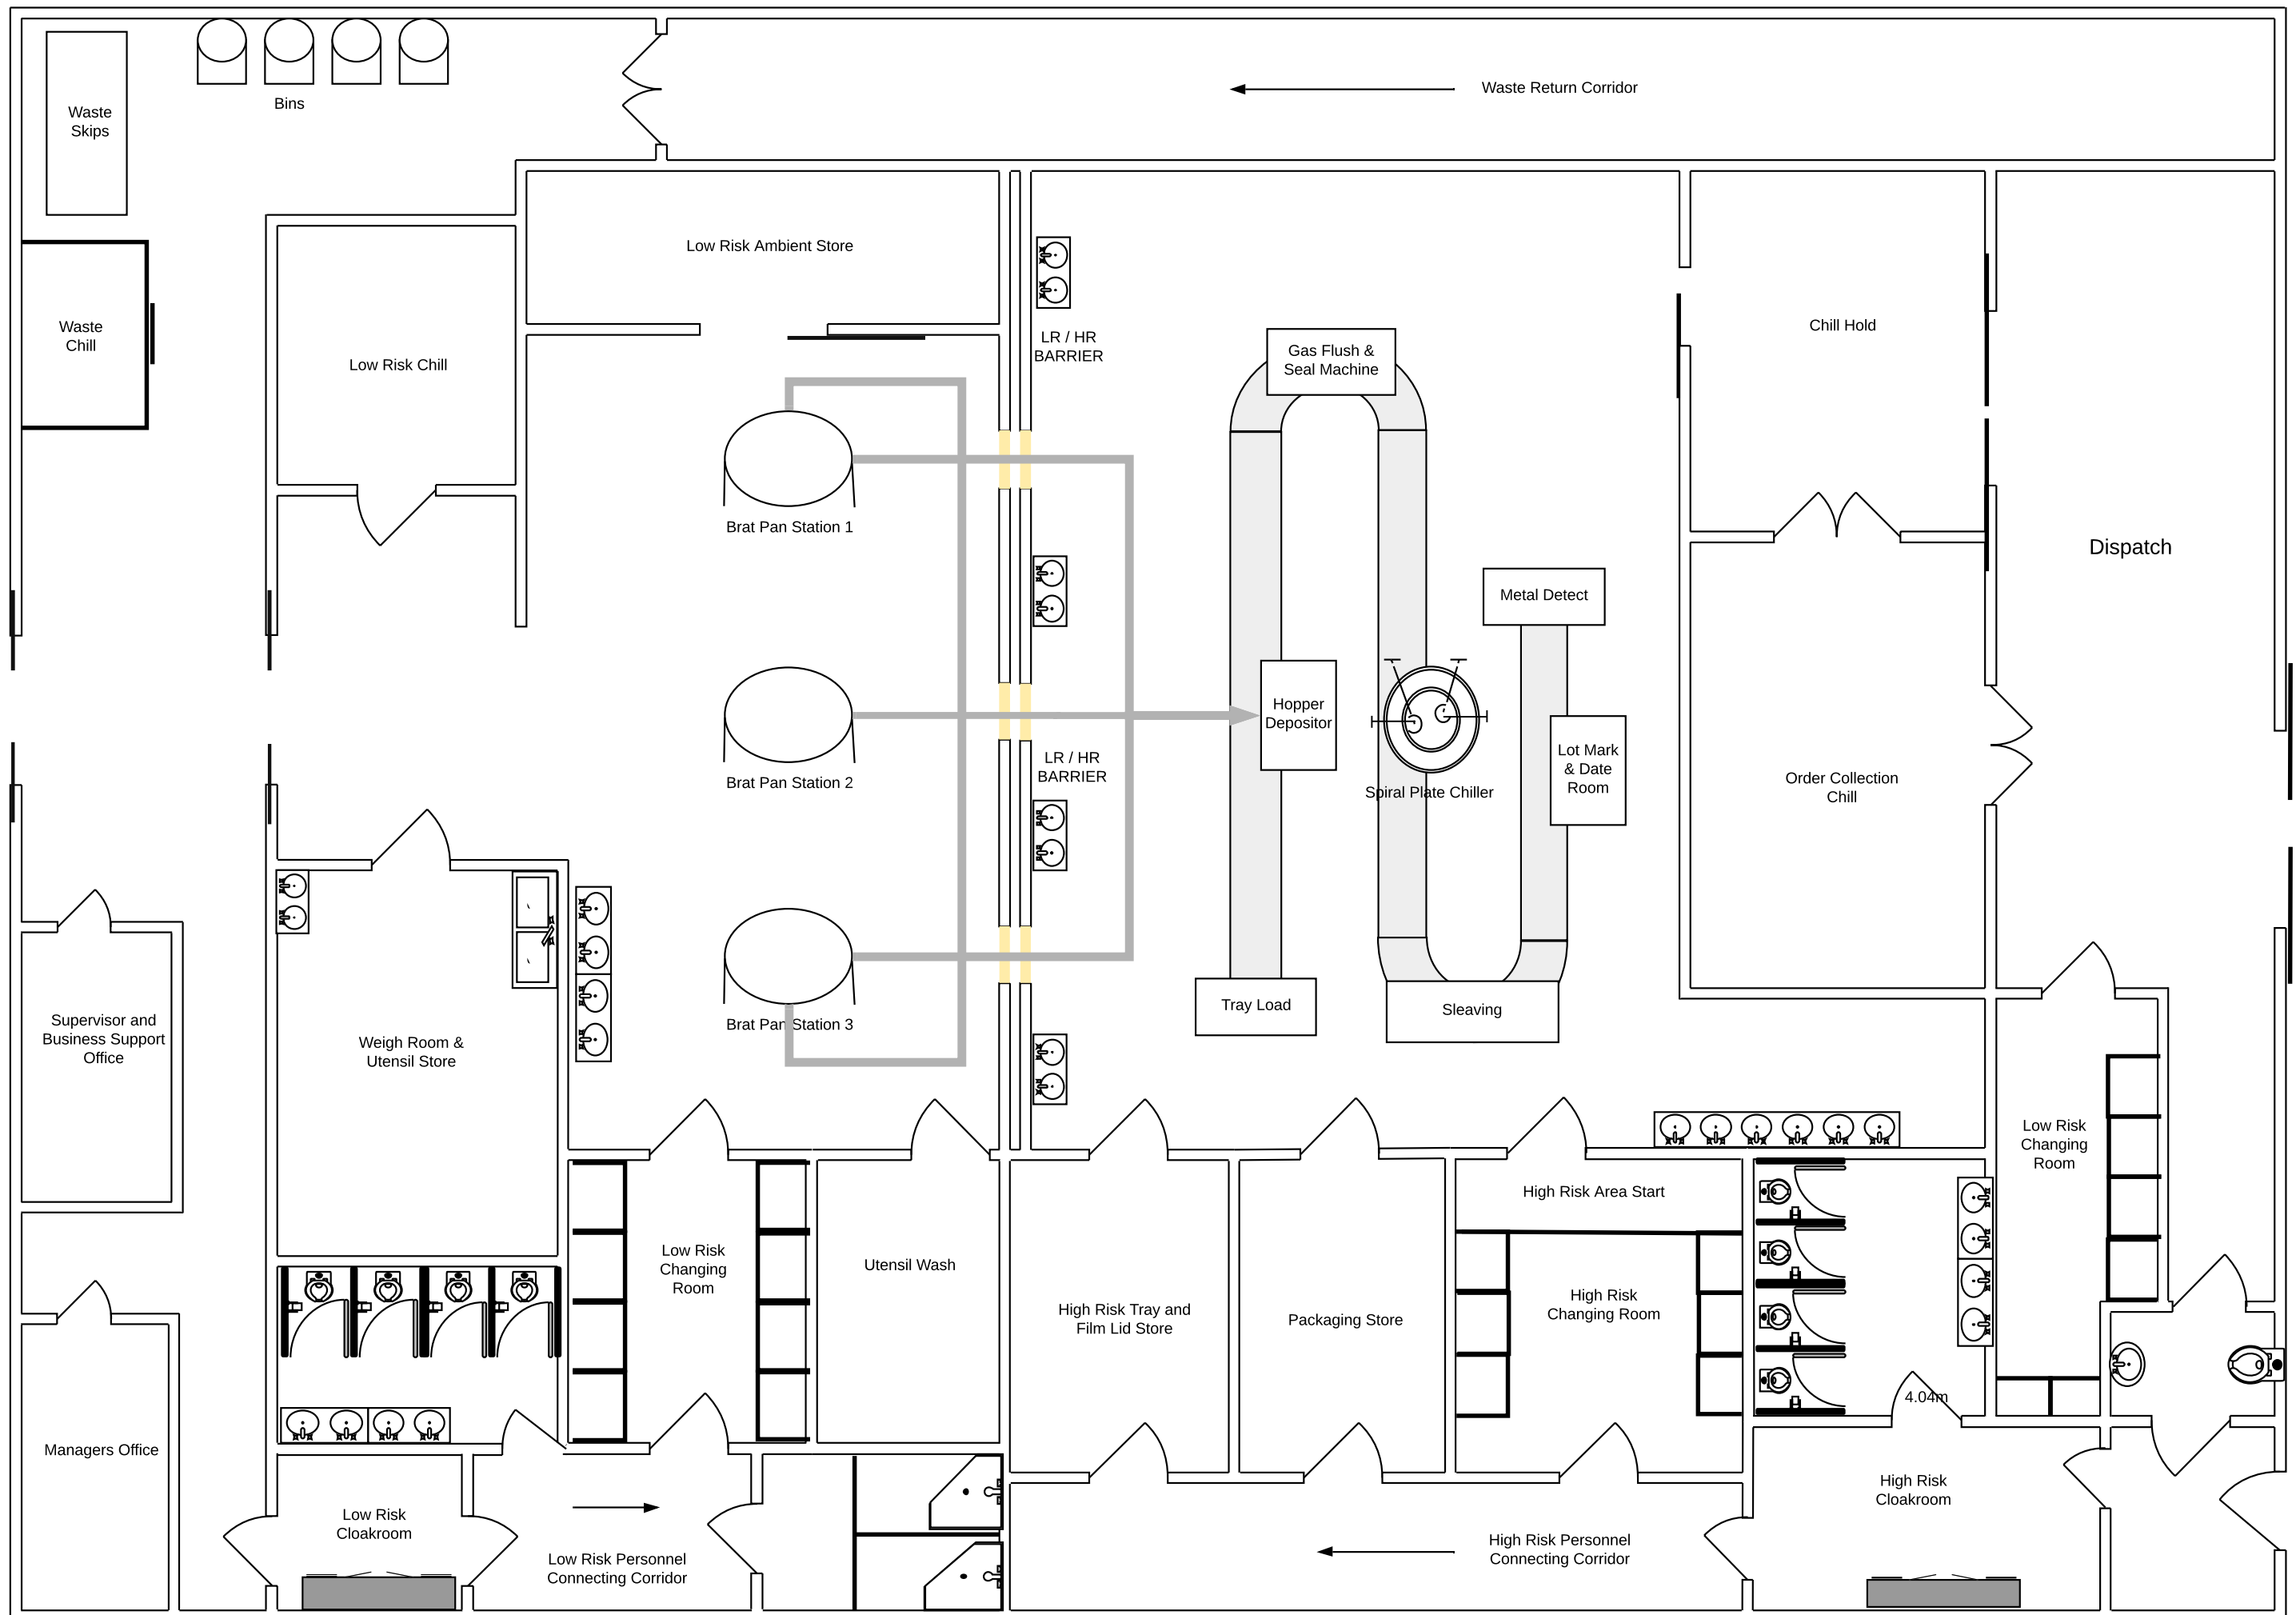 Waste
Skips
Bins
Waste Return Corridor
Waste
Chill
Low Risk Chill
Low Risk Ambient Store
LR / HR
BARRIER
Gas Flush &
Seal Machine
Chill Hold
Brat Pan Station 1
Dispatch
Metal Detect
Hopper
Depositor
Brat Pan Station 2
LR / HR
BARRIER
Spiral Plate Chiller
Lot Mark
& Date
Room
Order Collection
Chill
Supervisor and
Business Support
Office
Weigh Room &
Utensil Store
Brat Pan Station 3
Tray Load
Sleaving
Low Risk
Changing
Room
High Risk Area Start
Low Risk
Changing
Room
Utensil Wash
High Risk Tray and
Film Lid Store
Packaging Store
High Risk
Changing Room
4.04m
Managers Office
Low Risk
Cloakroom
Low Risk Personnel
Connecting Corridor
High Risk Personnel
Connecting Corridor
High Risk
Cloakroom